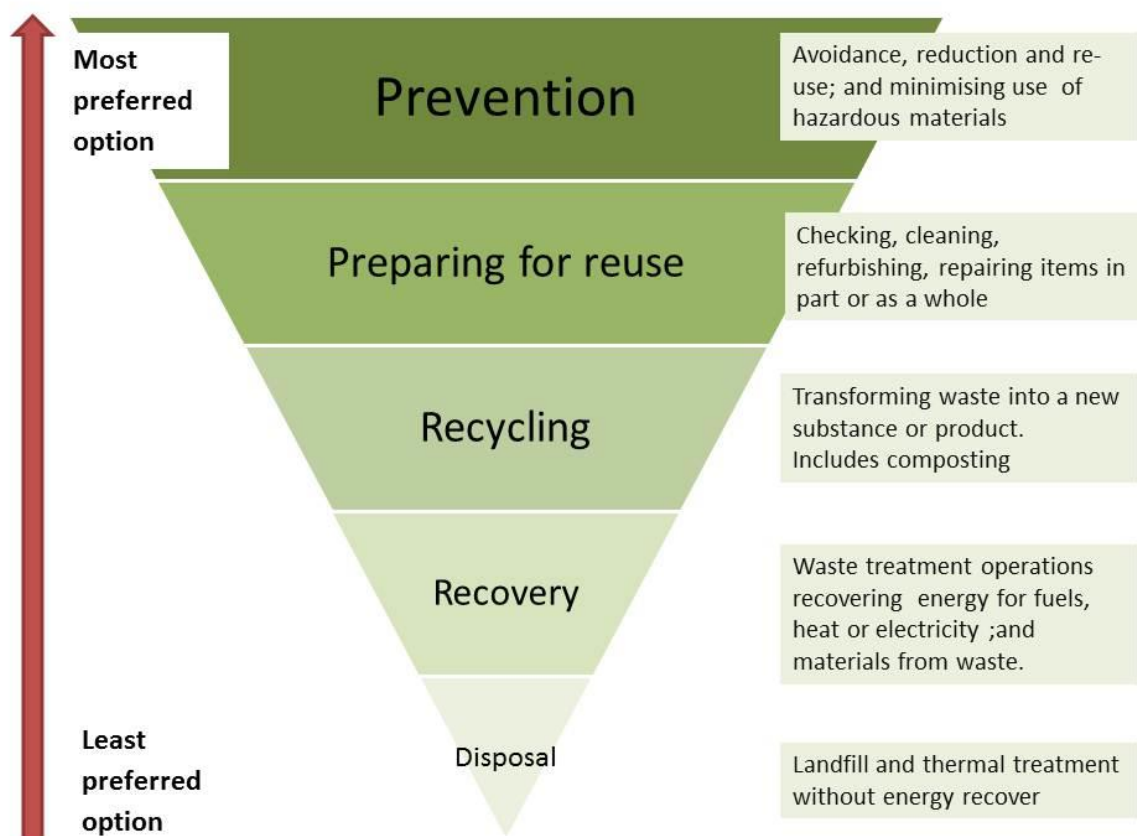 Most
preferred
option
Prevention
Avoidance, reduction and re-
use; and minimising use of
hazardous materials
Preparing for reuse
Checking, cleaning,
refurbishing, repairing items in
part or as a whole
Recycling
Transforming waste into a new
substance or product.
Includes composting
Recovery
Waste treatment operations
recovering energy for fuels,
heat or electricity ;and
materials from waste.
Least
preferred
option
Disposal
Landfill and thermal treatment
without energy recover